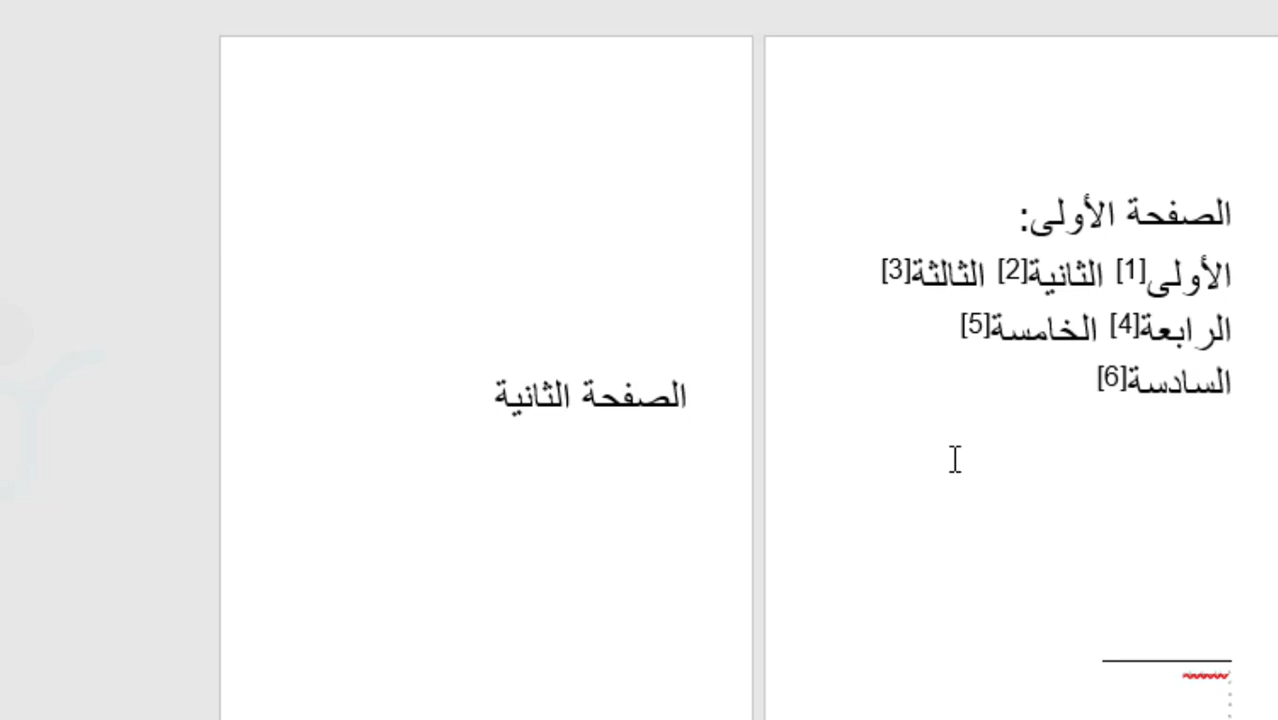 الصفحة الأولى:
الأولى[1] الثانية[2] الثالثة[3]
الرابعة[4] الخامسة[5]
السادسة[6]
الصفحة الثانية